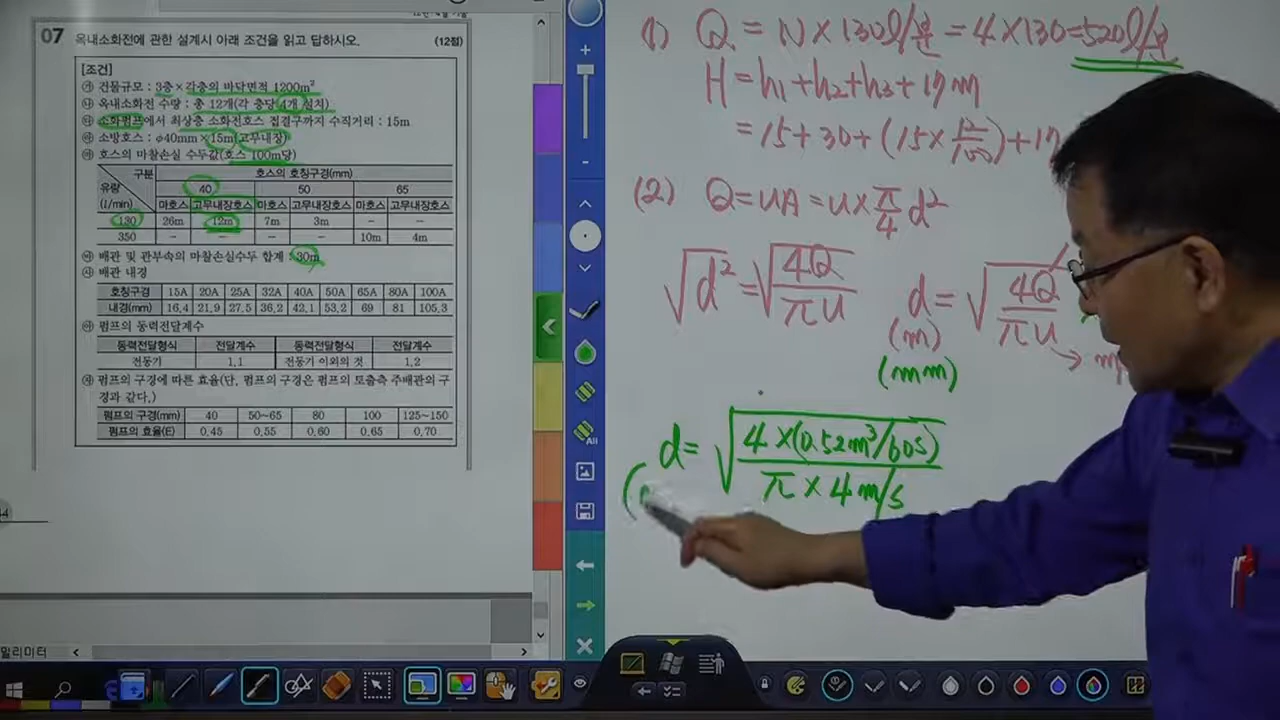 07 옥내소화전에 관한 설계시 아래 조건을 읽고 답하시오. (12점)
[조건]
㉮ 건물규모 : 3층×각층의 바닥면적 1200m²
㉯ 옥내소화전 수량 : 총 12개(각 층당 4개 설치)
㉰ 소화펌프에서 최상층 소화전호스 접결구까지 수직거리 : 15m
㉱ 소방호스 : φ40mm×15m(고무내장)
㉲ 호스의 마찰손실 수두값(호스 100m당)
구분 호스의 호칭구경(mm)
유량 (l/min) 40 50 65
마호스 고무내장호스 마호스 고무내장호스 마호스 고무내장호스
130 26m 12m 7m 3m - -
350 - - - - 10m 4m
㉳ 배관 및 관부속의 마찰손실수두 합계 : 30m
㉴ 배관 내경
호칭구경 15A 20A 25A 32A 40A 50A 65A 80A 100A
내경(mm) 16.4 21.9 27.5 36.2 42.1 53.2 69 81 105.3
㉵ 펌프의 동력전달계수
동력전달형식 전달계수 동력전달형식 전달계수
전동기 1.1 전동기 이외의 것 1.2
㉶ 펌프의 구경에 따른 효율(단, 펌프의 구경은 펌프의 토출측 주배관의 구
경과 같다.)
펌프의 구경(mm) 40 50~65 80 100 125~150
펌프의 효율(E) 0.45 0.55 0.60 0.65 0.70
밀리미터
All
1) Q = N×130l/분 = 4×130=520l/분
H = h1+h2+h3+17m
= 15+30+(15×12/100)+17
(2) Q=uA=u×π/4 d²
√d²=√4Q/πu d=√4Q/πu
(m)
(mm)
d=√4×(0.52m³/60s)/π×4m/s